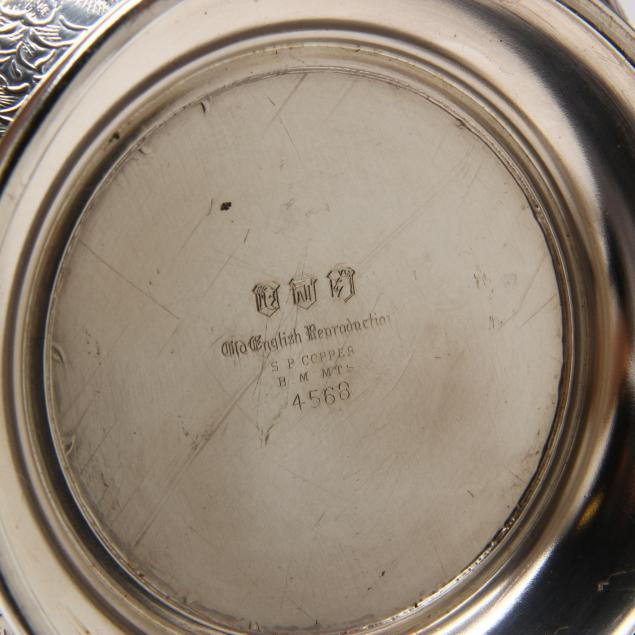 Old English Reproduction
S P COPPER
B M MTS
4568